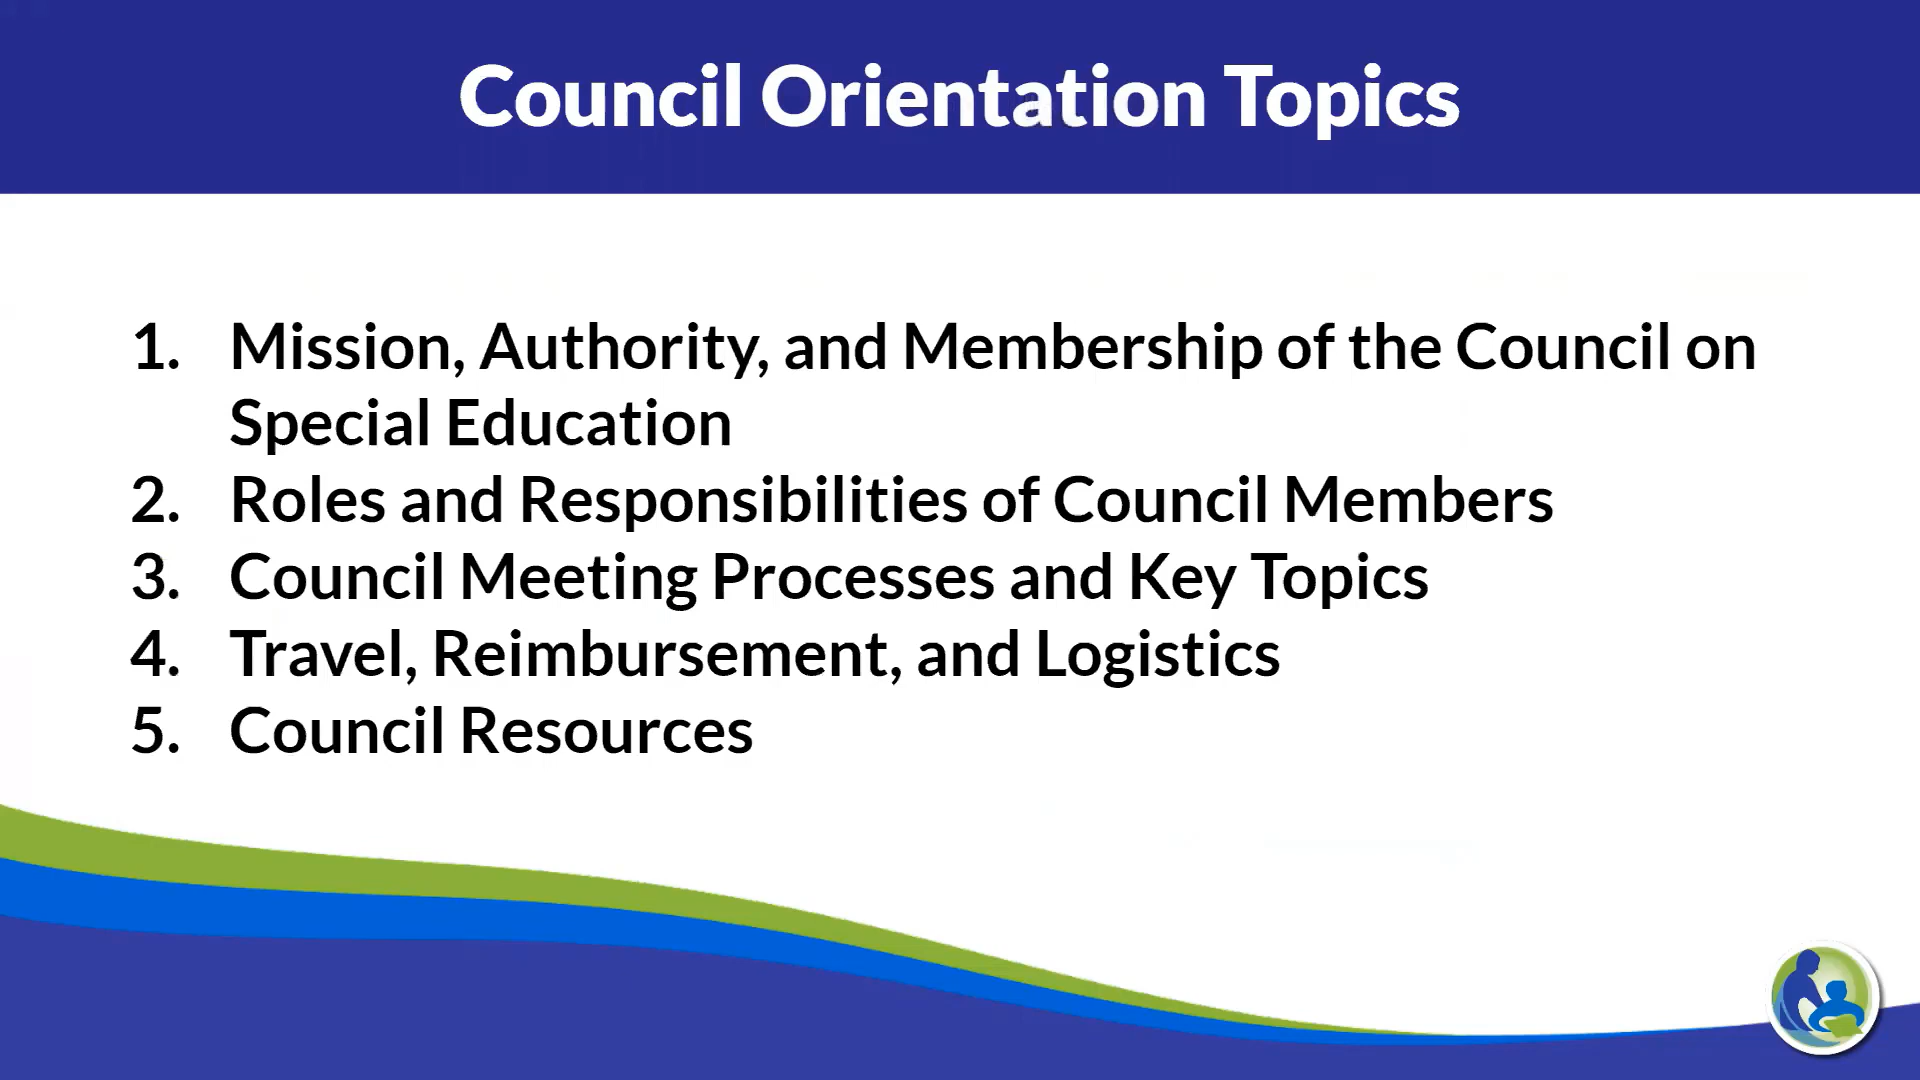 Council Orientation Topics
1. Mission, Authority, and Membership of the Council on
Special Education
2. Roles and Responsibilities of Council Members
3. Council Meeting Processes and Key Topics
4. Travel, Reimbursement, and Logistics
5. Council Resources